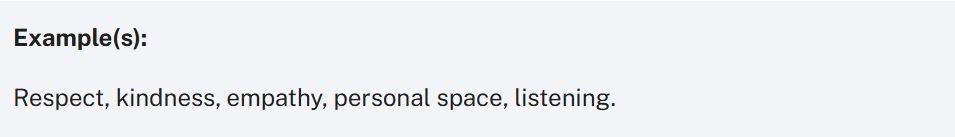 Example(s):
Respect, kindness, empathy, personal space, listening.